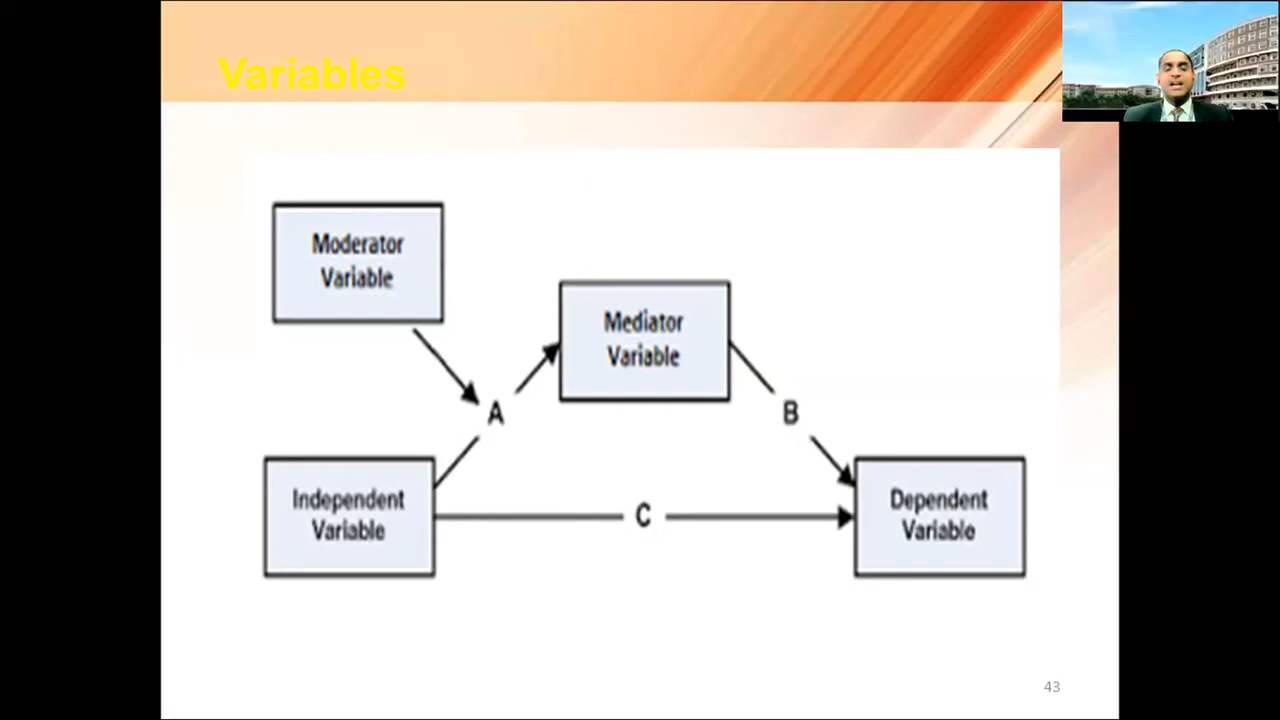 Variables
Moderator
Variable
Mediator
Variable
A
B
Independent
Variable
C
Dependent
Variable
43